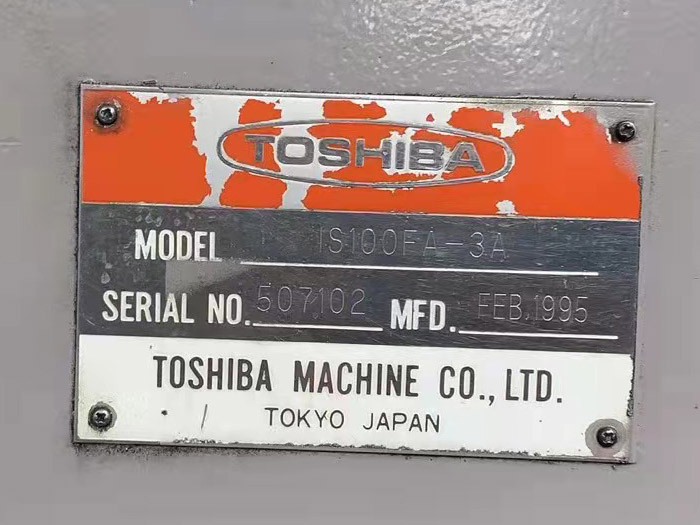 TOSHIBA
MODEL IS100FA-3A
SERIAL NO. 507102 MFD. FEB.1995
TOSHIBA MACHINE CO., LTD.
TOKYO JAPAN